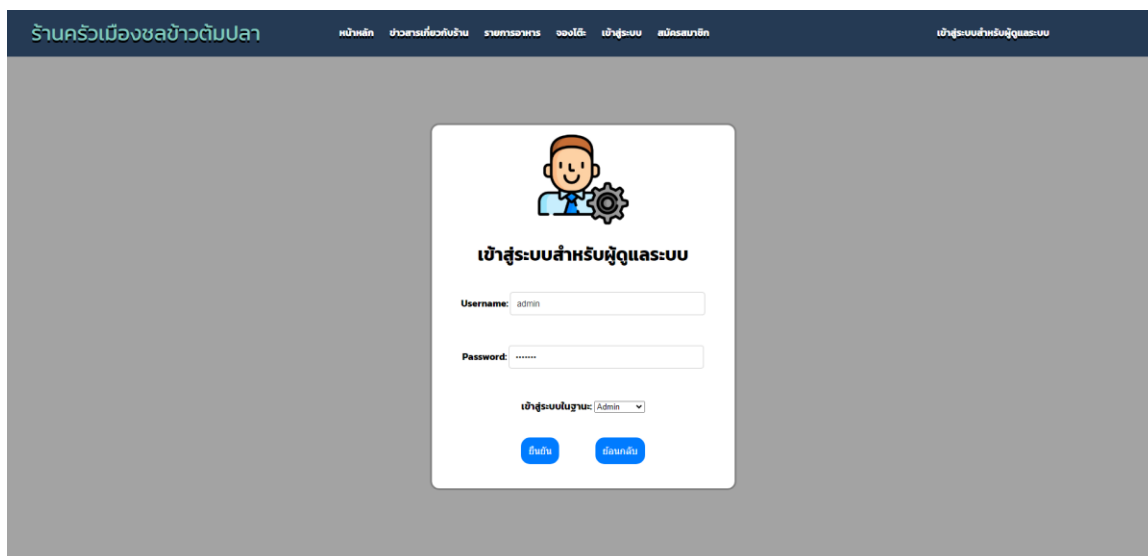 ร้านครัวเมืองชลข้าวต้มปลา หน้าหลัก ข่าวสารเกี่ยวกับร้าน รายการอาหาร จองโต๊ะ เข้าสู่ระบบ สมัครสมาชิก เข้าสู่ระบบสำหรับผู้ดูแลระบบ
เข้าสู่ระบบสำหรับผู้ดูแลระบบ
Username: admin
Password: •••••••
เข้าสู่ระบบในฐานะ: Admin
ยืนยัน ย้อนกลับ